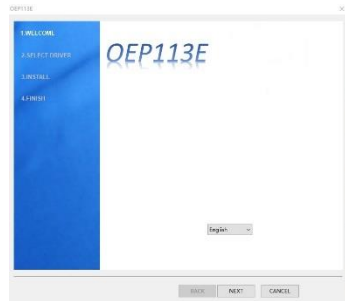 OEP113E
1.WELCOME
OEP113E
2.SELECT DRIVER
3.INSTALL
4.FINISH
English
BACK NEXT CANCEL